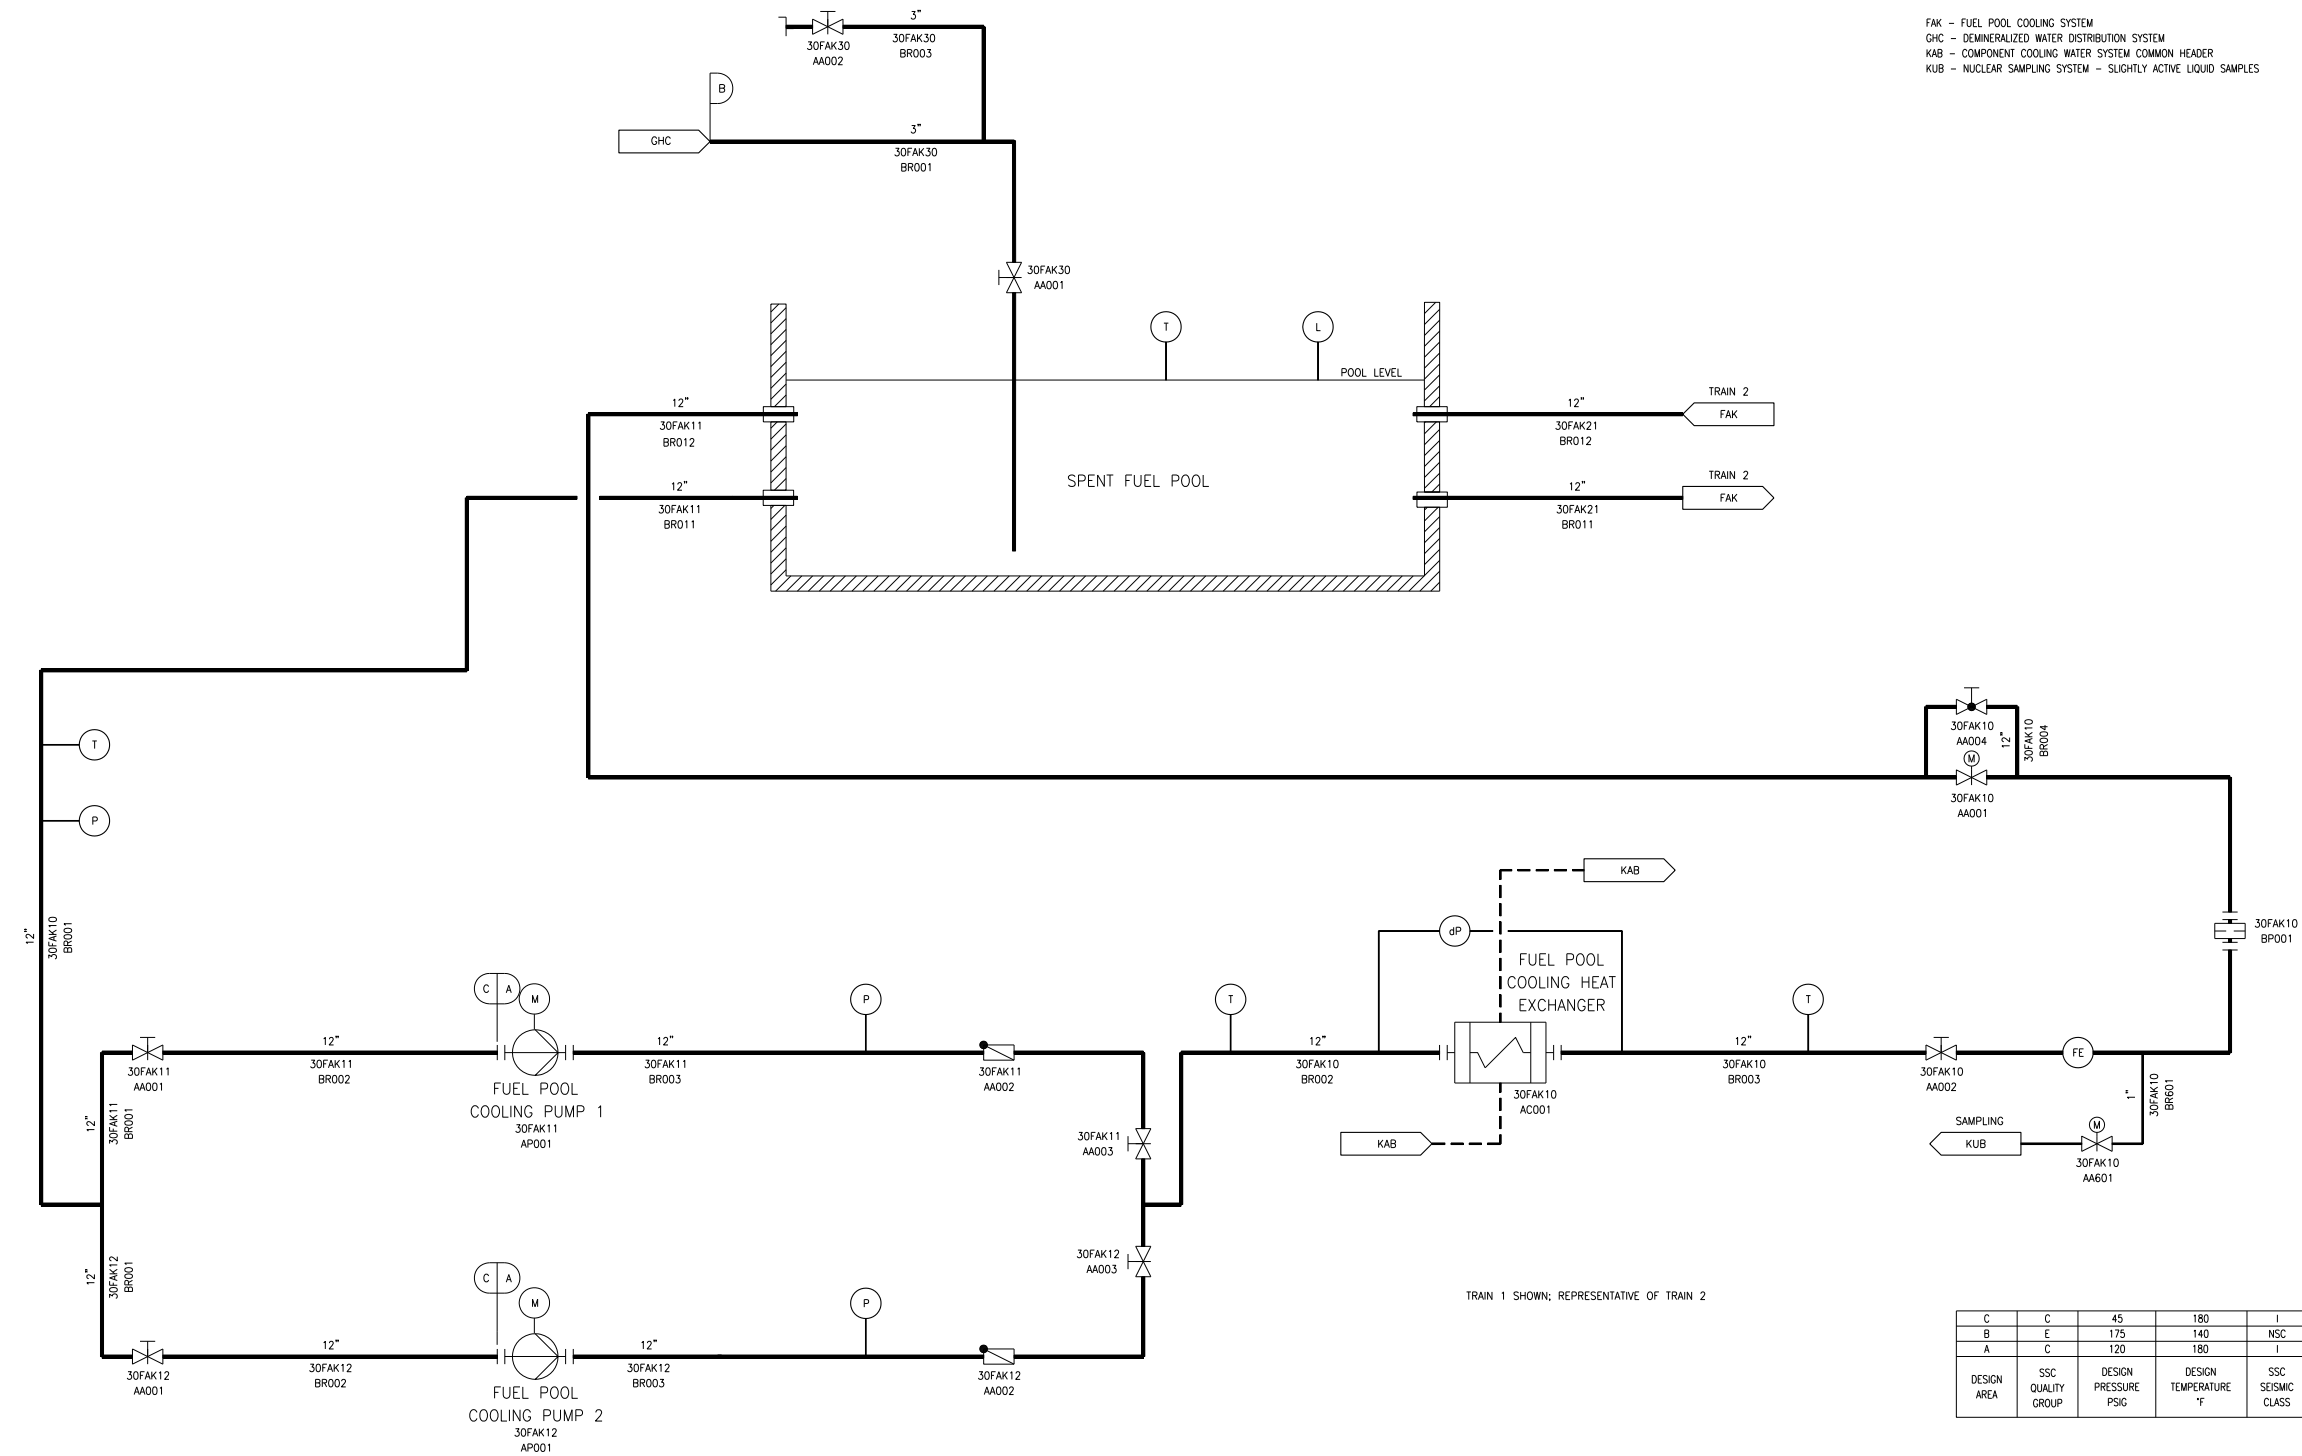 FAK - FUEL POOL COOLING SYSTEM
GHC - DEMINERALIZED WATER DISTRIBUTION SYSTEM
KAB - COMPONENT COOLING WATER SYSTEM COMMON HEADER
KUB - NUCLEAR SAMPLING SYSTEM - SLIGHTLY ACTIVE LIQUID SAMPLES
3"
30FAK30
BR003
30FAK30
AA002
B
GHC
3"
30FAK30
BR001
30FAK30
AA001
T
L
POOL LEVEL
12"
30FAK11
BR012
12"
30FAK11
BR011
SPENT FUEL POOL
12"
30FAK21
BR012
TRAIN 2
FAK
12"
30FAK21
BR011
TRAIN 2
FAK
T
P
12"
30FAK10
BR001
30FAK10
AA004
12"
30FAK10
BR004
M
30FAK10
AA001
KAB
dP
FUEL POOL
COOLING HEAT
EXCHANGER
30FAK10
BP001
C
A
M
P
T
T
12"
30FAK11
BR002
30FAK11
AA001
12"
30FAK11
BR003
30FAK11
AA002
FUEL POOL
COOLING PUMP 1
30FAK11
AP001
12"
30FAK11
BR001
12"
30FAK10
BR002
30FAK10
AC001
12"
30FAK10
BR003
30FAK10
AA002
FE
1"
30FAK10
BR601
30FAK11
AA003
KAB
SAMPLING
KUB
M
30FAK10
AA601
12"
30FAK12
BR001
30FAK12
AA003
C
A
M
P
12"
30FAK12
BR002
30FAK12
AA001
12"
30FAK12
BR003
30FAK12
AA002
FUEL POOL
COOLING PUMP 2
30FAK12
AP001
TRAIN 1 SHOWN; REPRESENTATIVE OF TRAIN 2
C C 45 180 I
B E 175 140 NSC
A C 120 180 I
DESIGN
AREA
SSC
QUALITY
GROUP
DESIGN
PRESSURE
PSIG
DESIGN
TEMPERATURE
°F
SSC
SEISMIC
CLASS